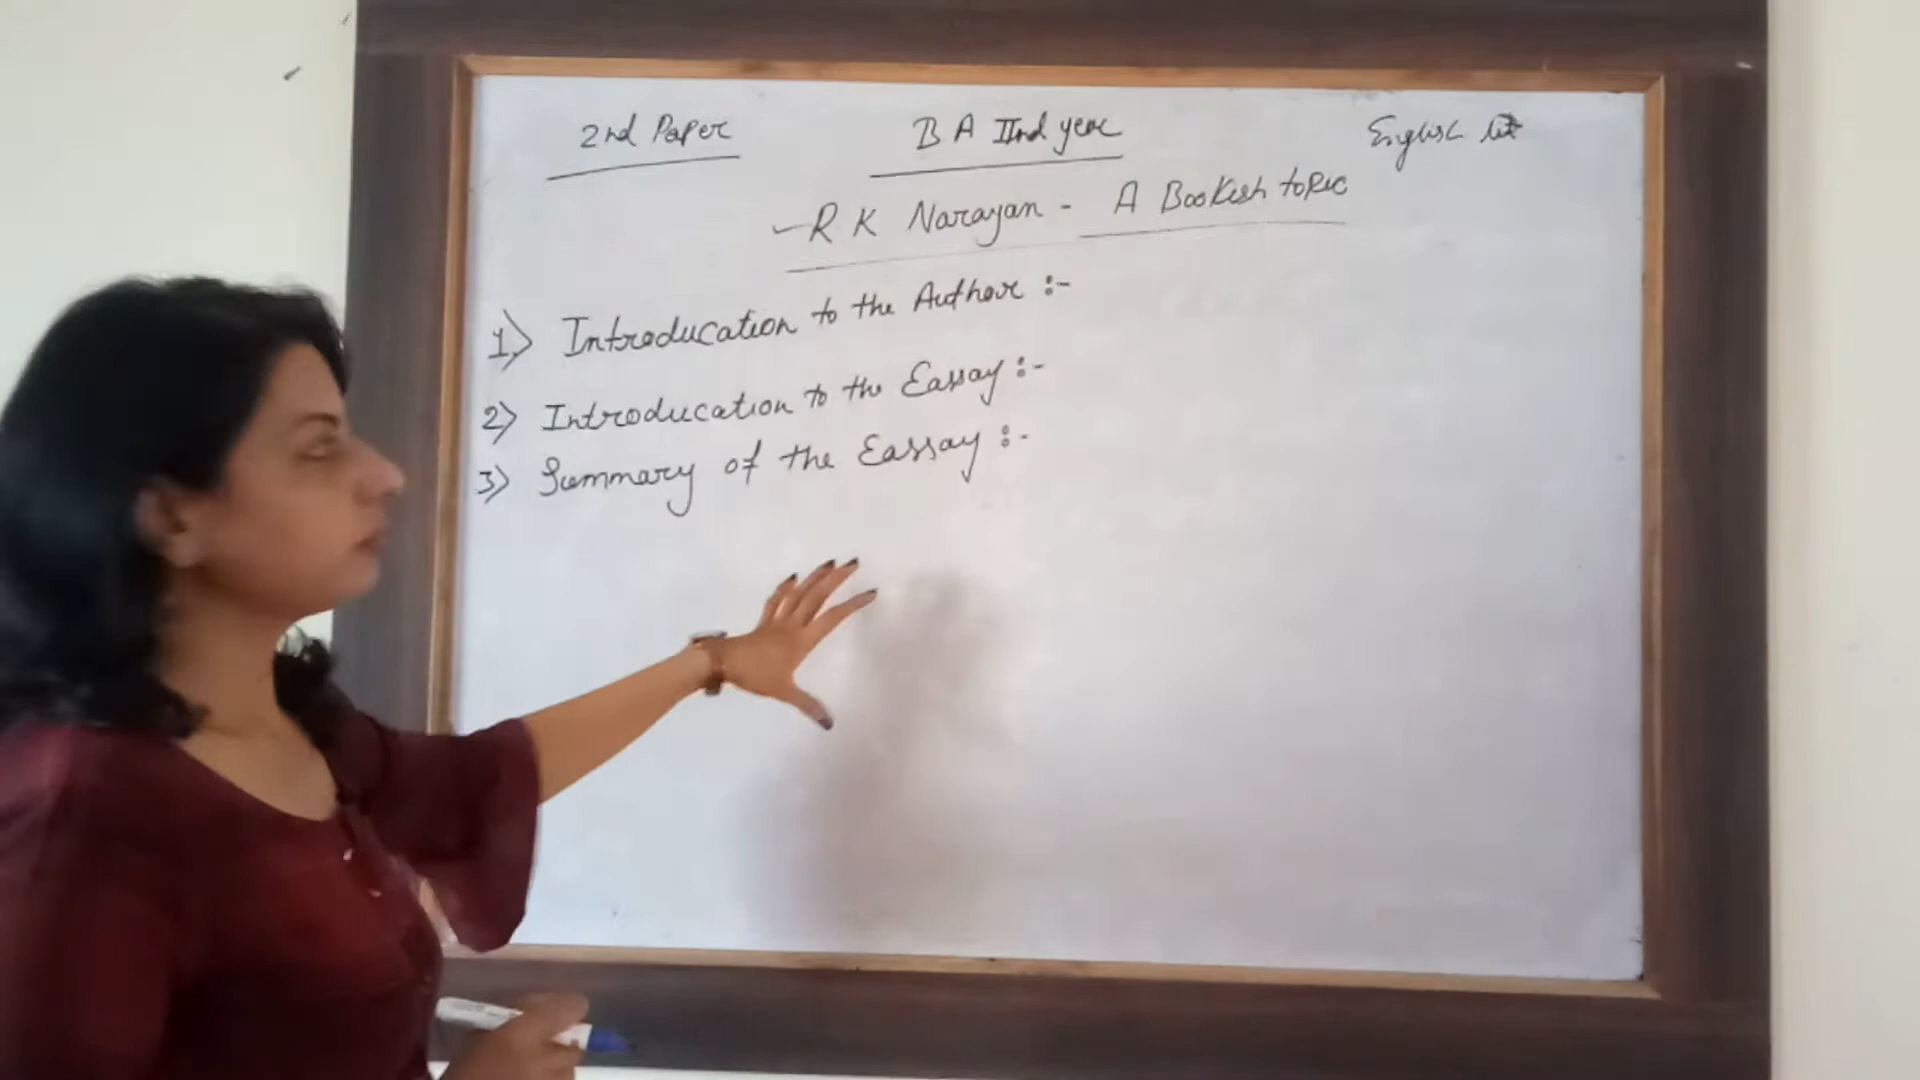 2nd Paper BA IInd year English lit
R K Narayan - A Bookish topic
1) Introducation to the Author :-
2) Introducation to the Eassay :-
3) Summary of the Eassay :-